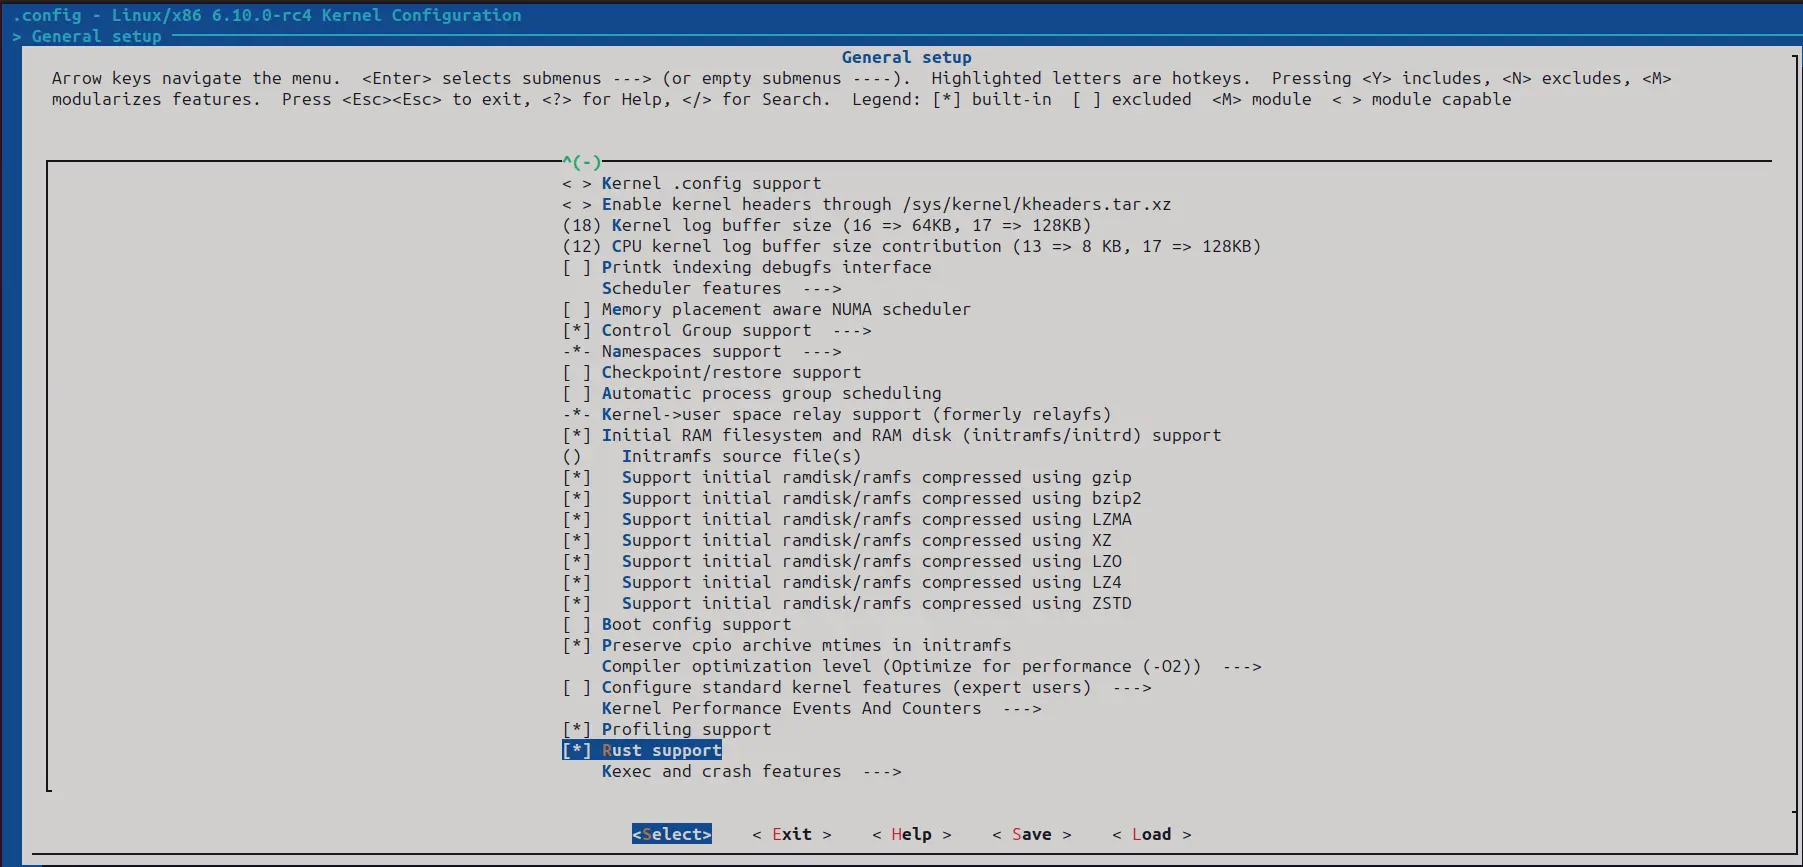 .config - Linux/x86 6.10.0-rc4 Kernel Configuration
> General setup
General setup
Arrow keys navigate the menu.  <Enter> selects submenus ---> (or empty submenus ----).  Highlighted letters are hotkeys.  Pressing <Y> includes, <N> excludes, <M>
modularizes features.  Press <Esc><Esc> to exit, <?> for Help, </> for Search.  Legend: [*] built-in  [ ] excluded  <M> module  < > module capable
^(-)
< > Kernel .config support
< > Enable kernel headers through /sys/kernel/kheaders.tar.xz
(18) Kernel log buffer size (16 => 64KB, 17 => 128KB)
(12) CPU kernel log buffer size contribution (13 => 8 KB, 17 => 128KB)
[ ] Printk indexing debugfs interface
    Scheduler features  --->
[ ] Memory placement aware NUMA scheduler
[*] Control Group support  --->
-*- Namespaces support  --->
[ ] Checkpoint/restore support
[ ] Automatic process group scheduling
-*- Kernel->user space relay support (formerly relayfs)
[*] Initial RAM filesystem and RAM disk (initramfs/initrd) support
()    Initramfs source file(s)
[*]   Support initial ramdisk/ramfs compressed using gzip
[*]   Support initial ramdisk/ramfs compressed using bzip2
[*]   Support initial ramdisk/ramfs compressed using LZMA
[*]   Support initial ramdisk/ramfs compressed using XZ
[*]   Support initial ramdisk/ramfs compressed using LZO
[*]   Support initial ramdisk/ramfs compressed using LZ4
[*]   Support initial ramdisk/ramfs compressed using ZSTD
[ ] Boot config support
[*] Preserve cpio archive mtimes in initramfs
    Compiler optimization level (Optimize for performance (-O2))  --->
[ ] Configure standard kernel features (expert users)  --->
    Kernel Performance Events And Counters  --->
[*] Profiling support
[*] Rust support
    Kexec and crash features  --->
<Select>    < Exit >    < Help >    < Save >    < Load >